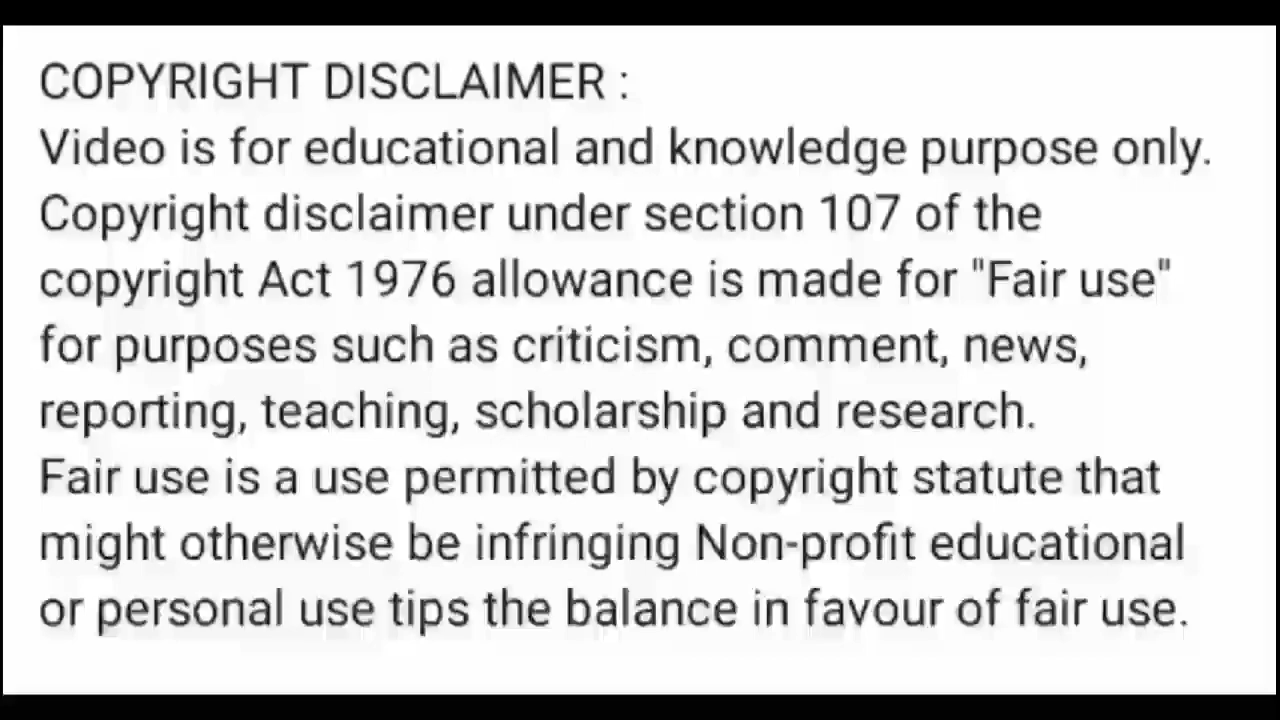 COPYRIGHT DISCLAIMER :
Video is for educational and knowledge purpose only.
Copyright disclaimer under section 107 of the
copyright Act 1976 allowance is made for "Fair use"
for purposes such as criticism, comment, news,
reporting, teaching, scholarship and research.
Fair use is a use permitted by copyright statute that
might otherwise be infringing Non-profit educational
or personal use tips the balance in favour of fair use.